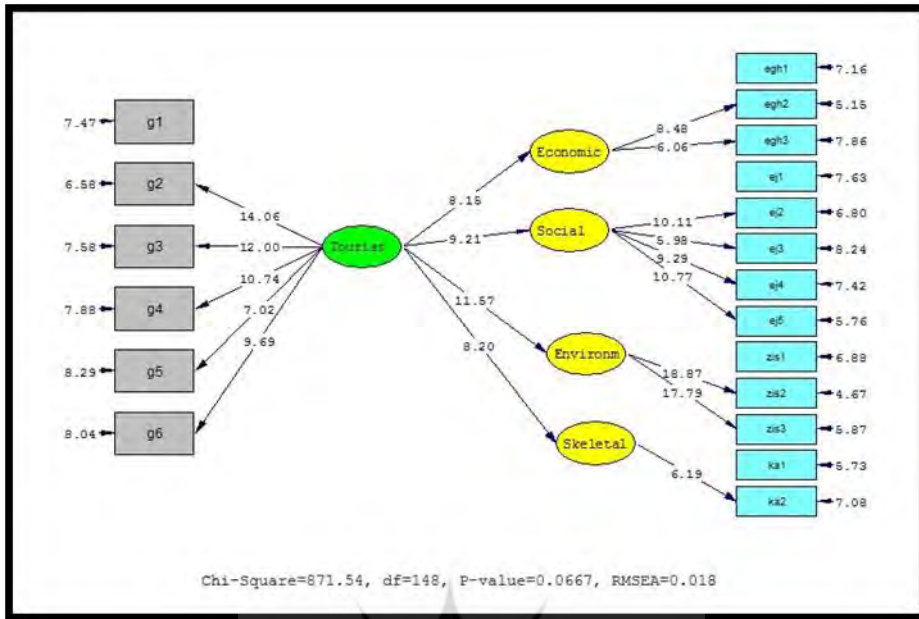 egh1 7.16
egh2 5.15
8.48
7.47 g1
egh3 7.86
Economic
6.06
6.58 g2
ej1 7.63
8.15
14.06
10.11
ej2 6.80
Social
9.21
7.58 g3
12.00
5.98
ej3 8.24
9.29
10.74
ej4 7.42
10.77
7.88 g4
7.02
11.57
ej5 5.76
9.69
8.20
zis1 6.88
Environm
8.29 g5
18.87
zis2 4.67
17.79
zis3 5.87
8.04 g6
Skeletal
ka1 5.73
6.19
ka2 7.08
Chi-Square=871.54, df=148, P-value=0.0667, RMSEA=0.018